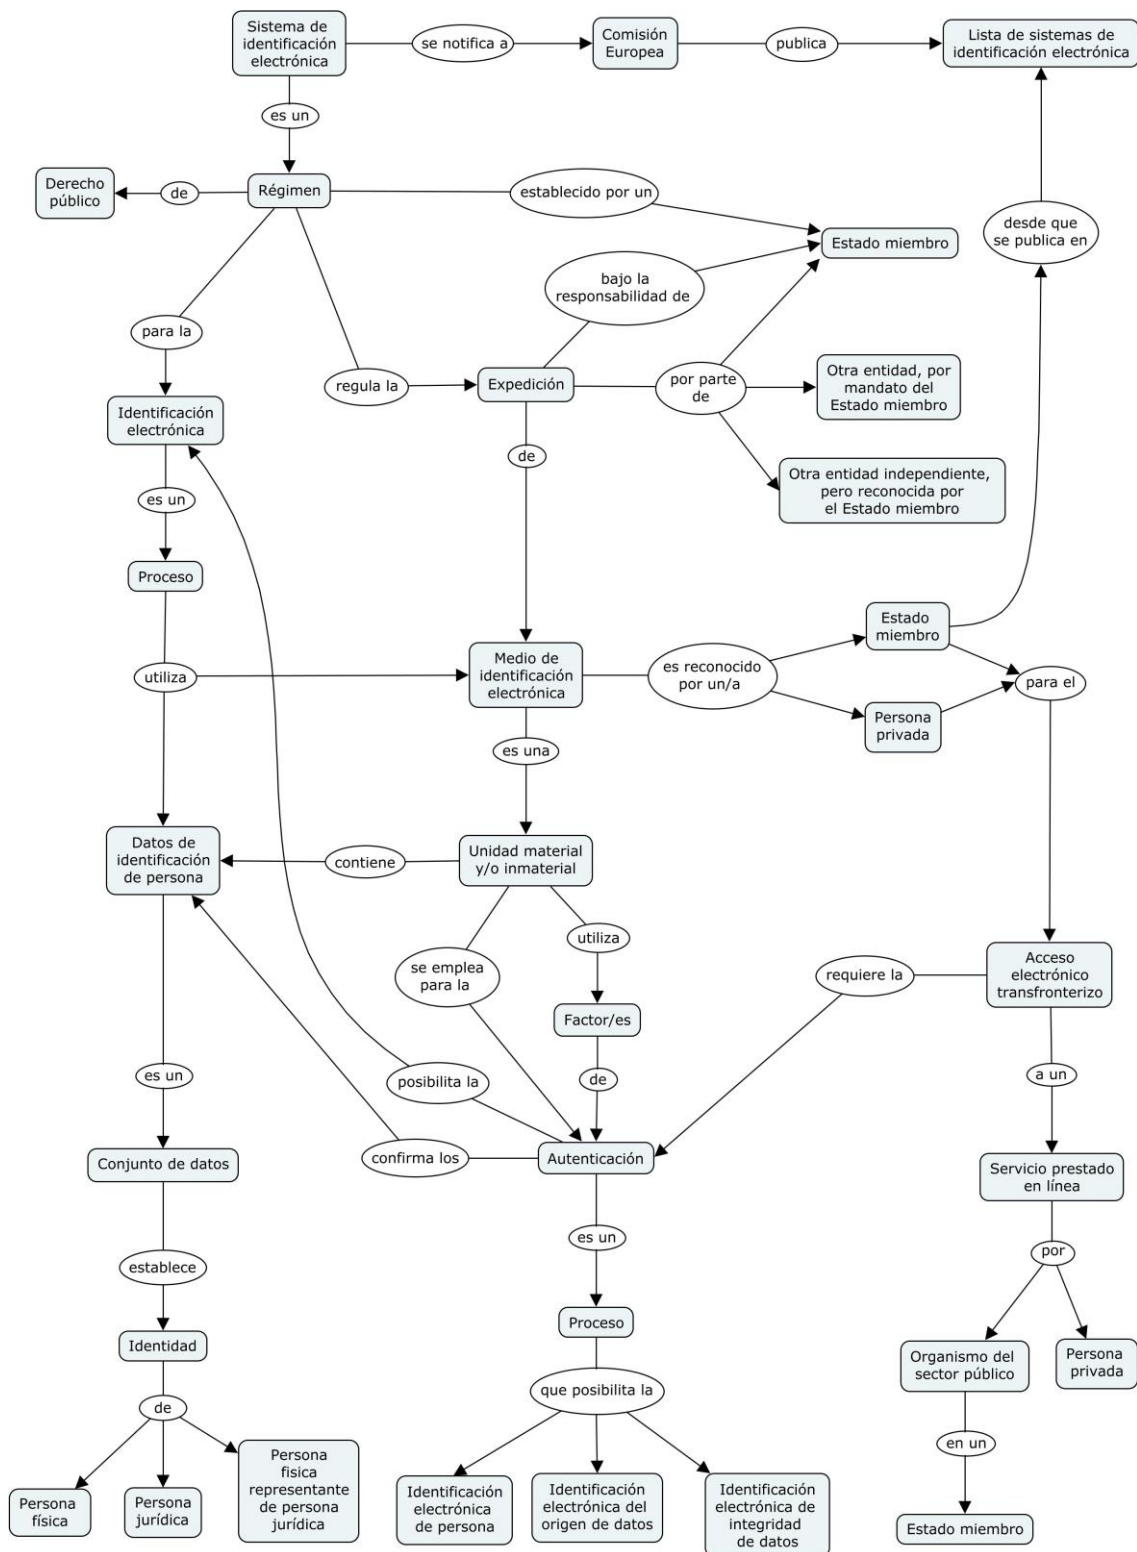 Sistema de
identificación
electrónica
se notifica a
Comisión
Europea
publica
Lista de sistemas de
identificación electrónica
es un
Derecho
público
de
Régimen
establecido por un
Estado miembro
desde que
se publica en
bajo la
responsabilidad de
para la
regula la
Expedición
por parte
de
Otra entidad, por
mandato del
Estado miembro
Identificación
electrónica
de
Otra entidad independiente,
pero reconocida por
el Estado miembro
es un
Proceso
Estado
miembro
utiliza
Medio de
identificación
electrónica
es reconocido
por un/a
para el
Persona
privada
es una
Datos de
identificación
de persona
contiene
Unidad material
y/o inmaterial
utiliza
se emplea
para la
requiere la
Acceso
electrónico
transfronterizo
Factor/es
es un
posibilita la
de
a un
Conjunto de datos
confirma los
Autenticación
Servicio prestado
en línea
es un
por
establece
Proceso
Identidad
Organismo del
sector público
Persona
privada
que posibilita la
de
en un
Persona
física
Persona
jurídica
Persona
fisica
representante
de persona
jurídica
Identificación
electrónica
de persona
Identificación
electrónica del
origen de datos
Identificación
electrónica de
integridad
de datos
Estado miembro